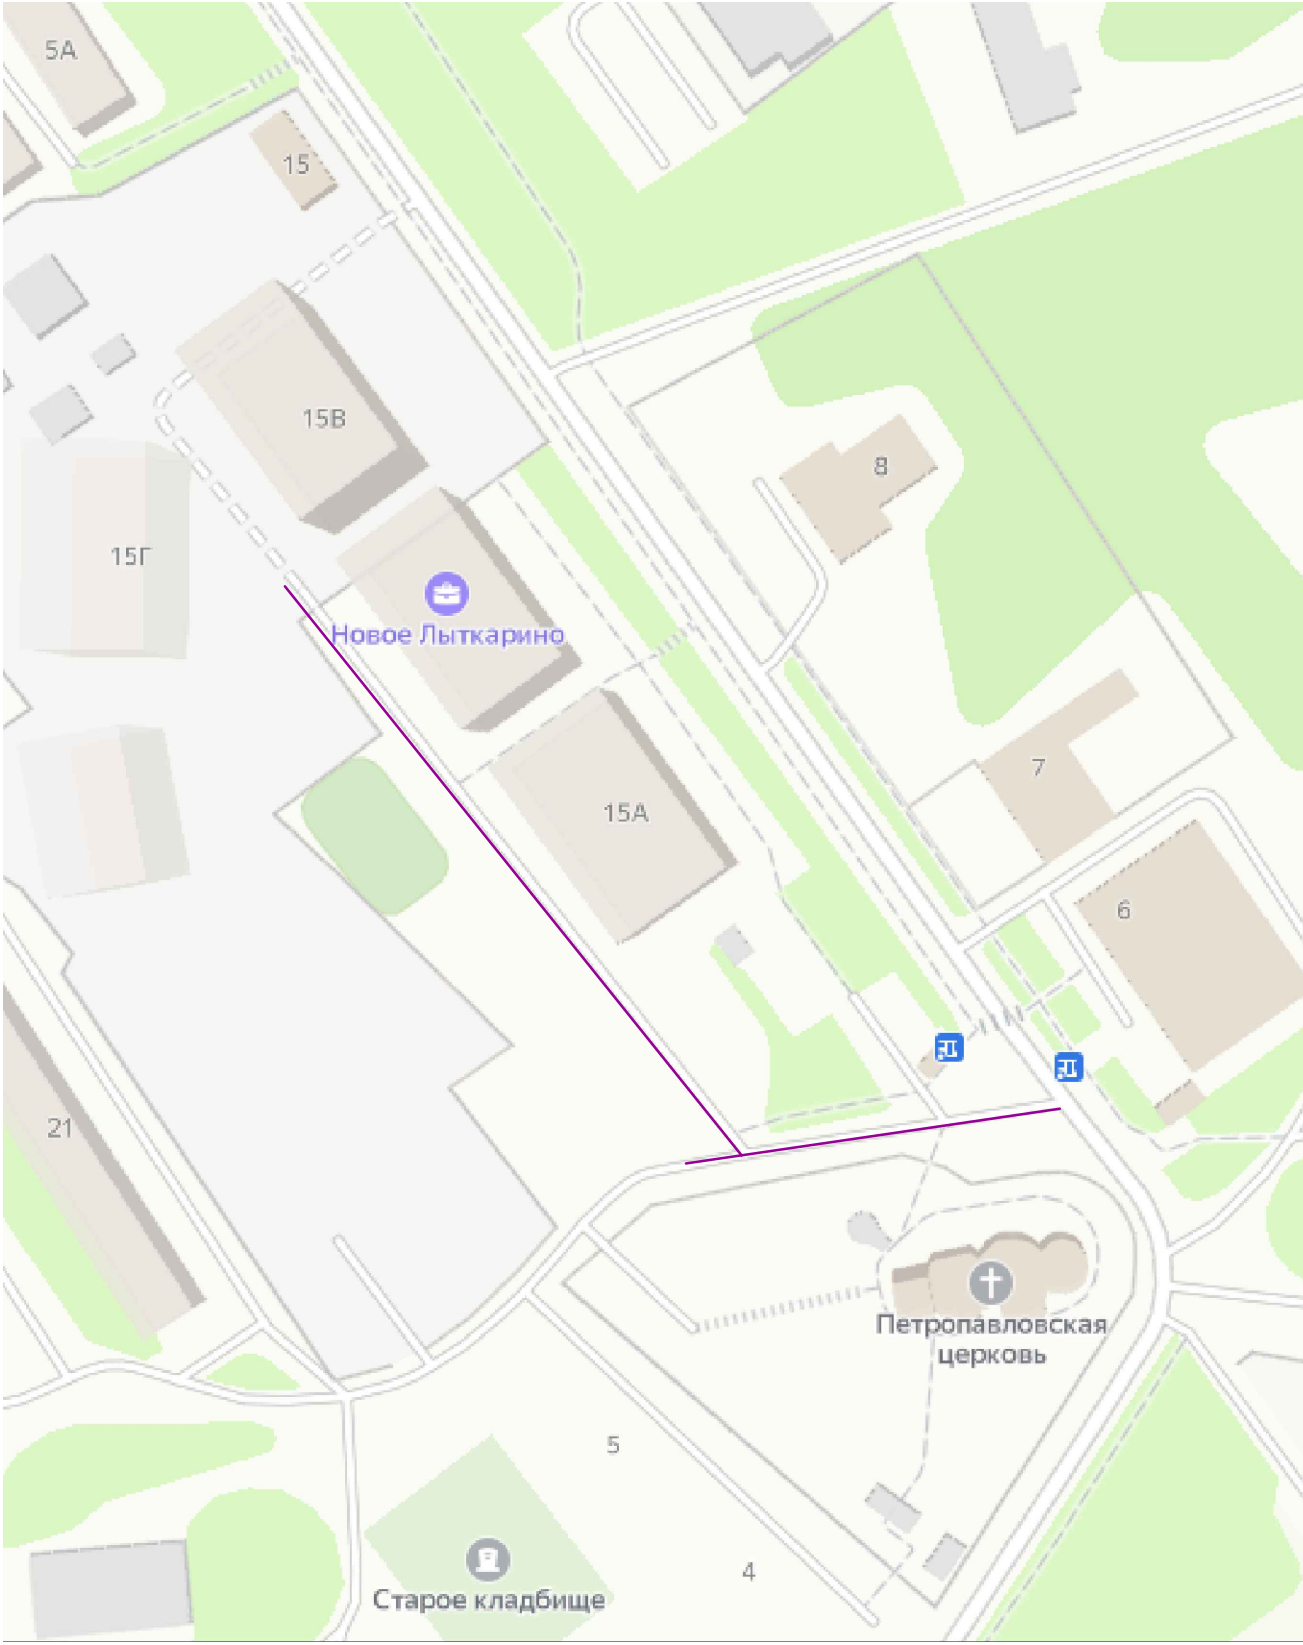 5А
15
15В
8
15Г
Новое Лыткарино
7
15А
6
21
Петропавловская
церковь
5
4
Старое кладбище